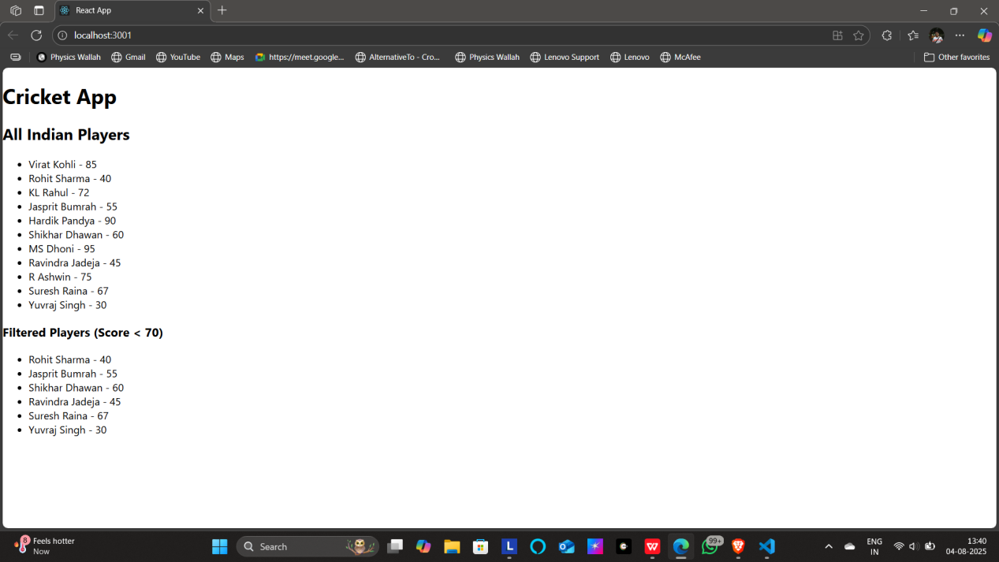 React App
localhost:3001
Physics Wallah
Gmail
YouTube
Maps
https://meet.google...
AlternativeTo - Cro...
Physics Wallah
Lenovo Support
Lenovo
McAfee
Other favorites
Cricket App
All Indian Players
• Virat Kohli - 85
• Rohit Sharma - 40
• KL Rahul - 72
• Jasprit Bumrah - 55
• Hardik Pandya - 90
• Shikhar Dhawan - 60
• MS Dhoni - 95
• Ravindra Jadeja - 45
• R Ashwin - 75
• Suresh Raina - 67
• Yuvraj Singh - 30
Filtered Players (Score < 70)
• Rohit Sharma - 40
• Jasprit Bumrah - 55
• Shikhar Dhawan - 60
• Ravindra Jadeja - 45
• Suresh Raina - 67
• Yuvraj Singh - 30
8
Feels hotter
Now
Search
L
W
99+
ENG
IN
13:40
04-08-2025